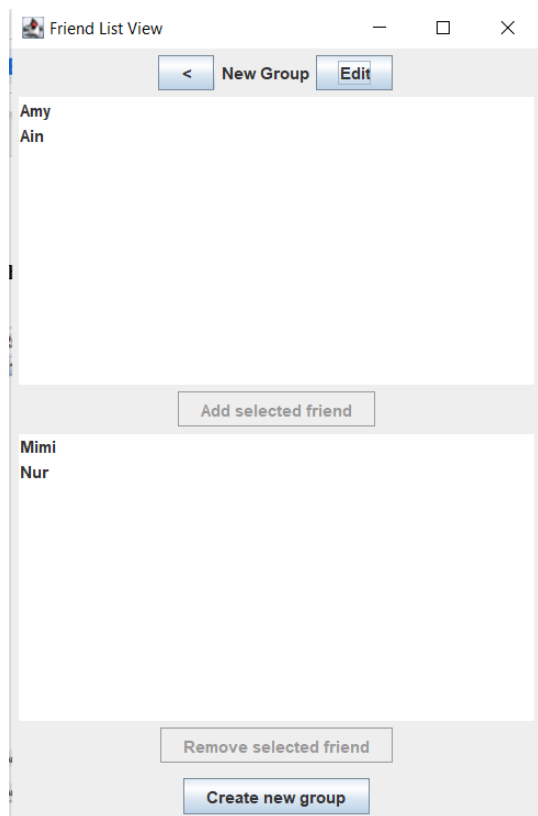 Friend List View
< New Group Edit
Amy
Ain
Add selected friend
Mimi
Nur
Remove selected friend
Create new group